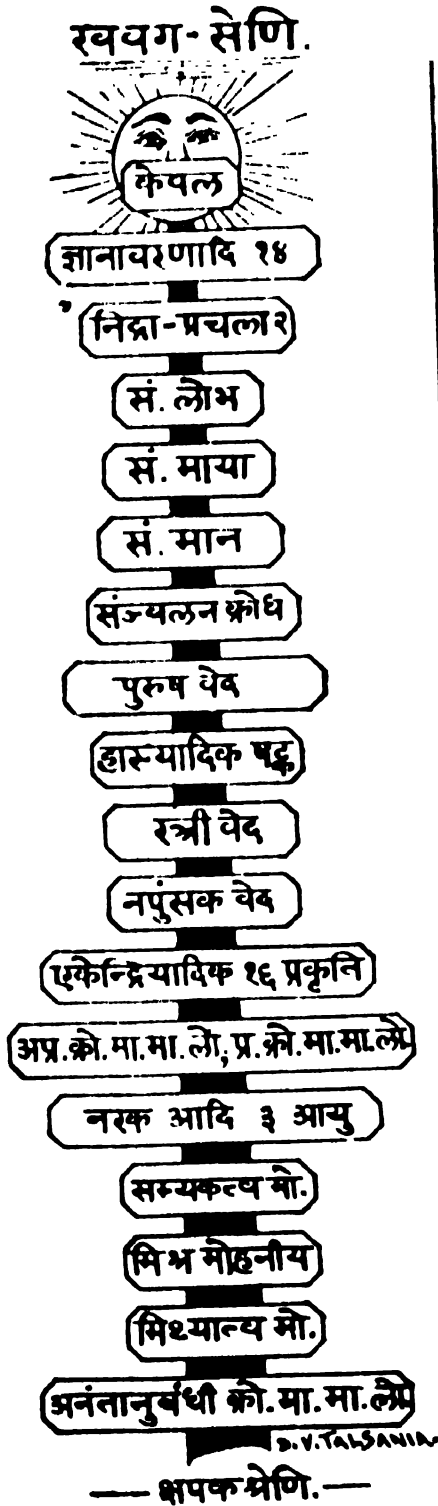 खवग - सेणि.
केवल
ज्ञानावरणादि १४
निद्रा - प्रचला २
सं. लोभ
सं. माया
सं. मान
संज्वलन क्रोध
पुरुष वेद
हास्यादिक षट्क
स्त्री वेद
नपुंसक वेद
एकेन्द्रियादिक १६ प्रकृति
अप्र. क्रो. मा. मा. लो, प्र. क्रो. मा. मा. लो.
नरक आदि ३ आयु
सम्यकत्व मो.
मिश्र मोहनीय
मिथ्यात्व मो.
अनंतानुबंधी क्रो. मा. मा. लो.
D. V. TALSANIA.
क्षपक श्रेणि.